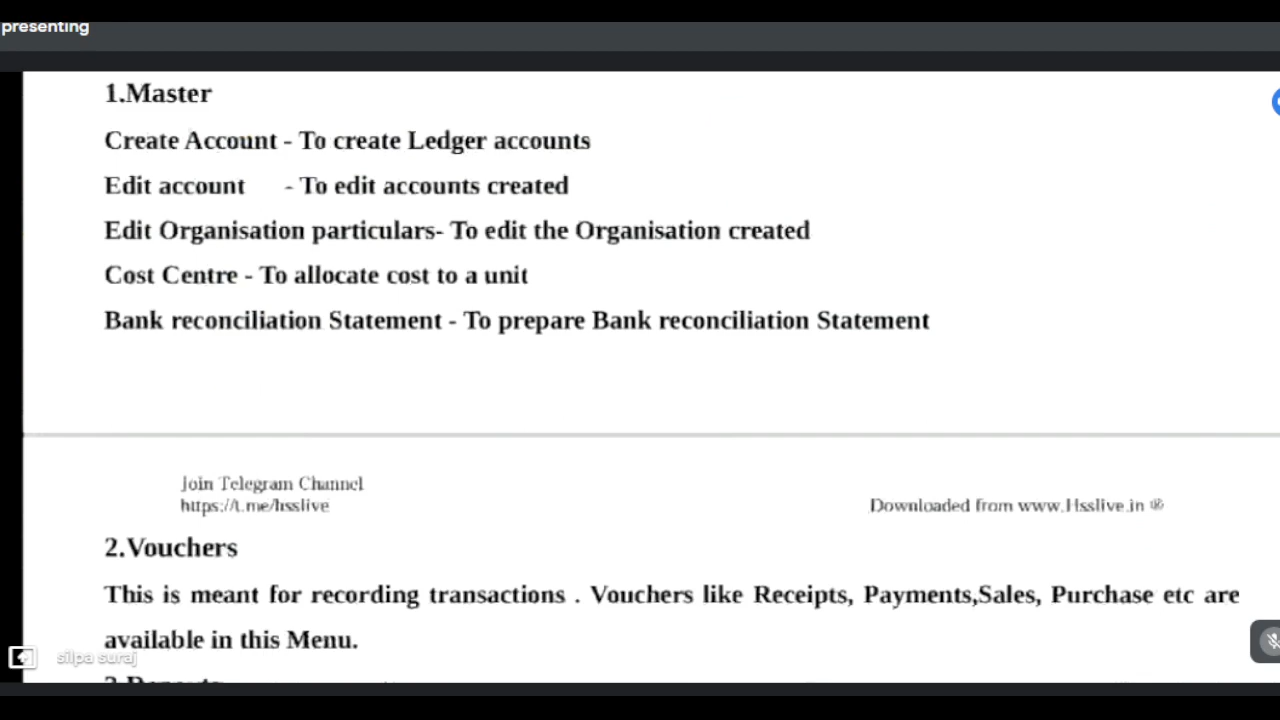 presenting
1.Master
Create Account - To create Ledger accounts
Edit account - To edit accounts created
Edit Organisation particulars- To edit the Organisation created
Cost Centre - To allocate cost to a unit
Bank reconciliation Statement - To prepare Bank reconciliation Statement
Join Telegram Channel
https://t.me/hsslive
Downloaded from www.Hsslive.in ®
2.Vouchers
This is meant for recording transactions . Vouchers like Receipts, Payments,Sales, Purchase etc are
available in this Menu.
silpa suraj